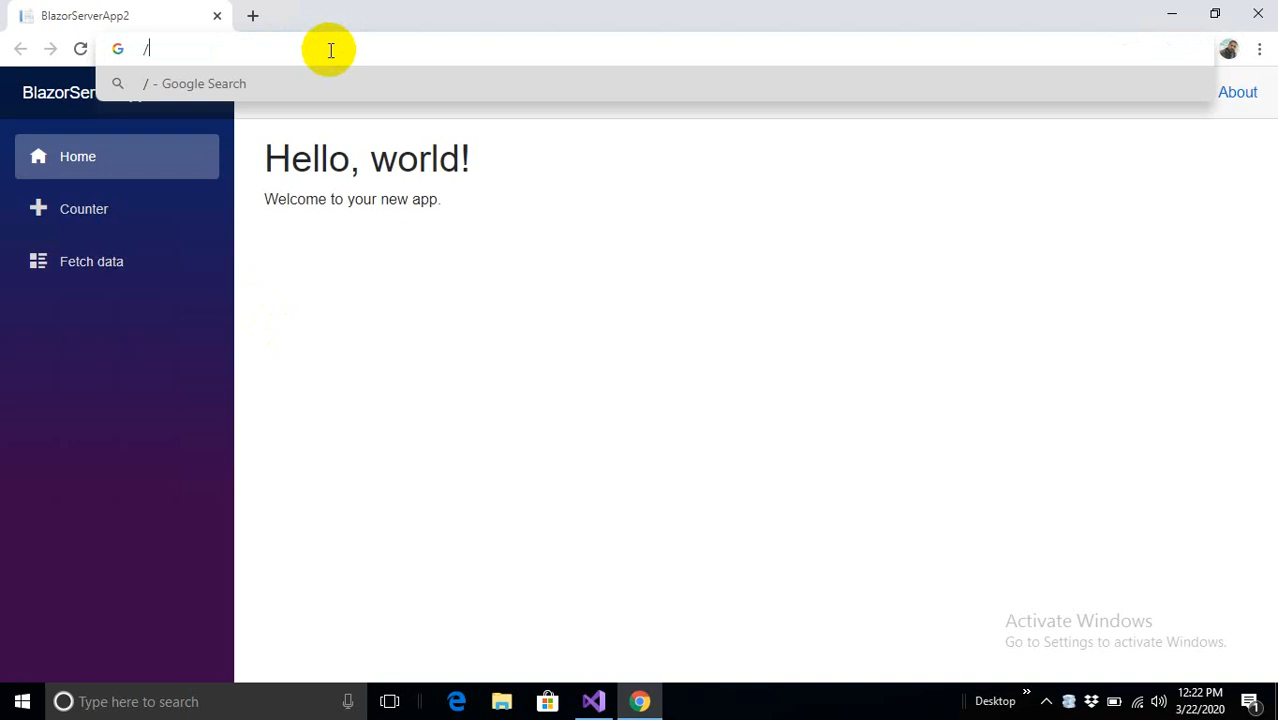 BlazorServerApp2
/
/ - Google Search
BlazorSer
About
Home
Counter
Fetch data
Hello, world!
Welcome to your new app.
Activate Windows
Go to Settings to activate Windows.
Type here to search
Desktop
12:22 PM
3/22/2020
1